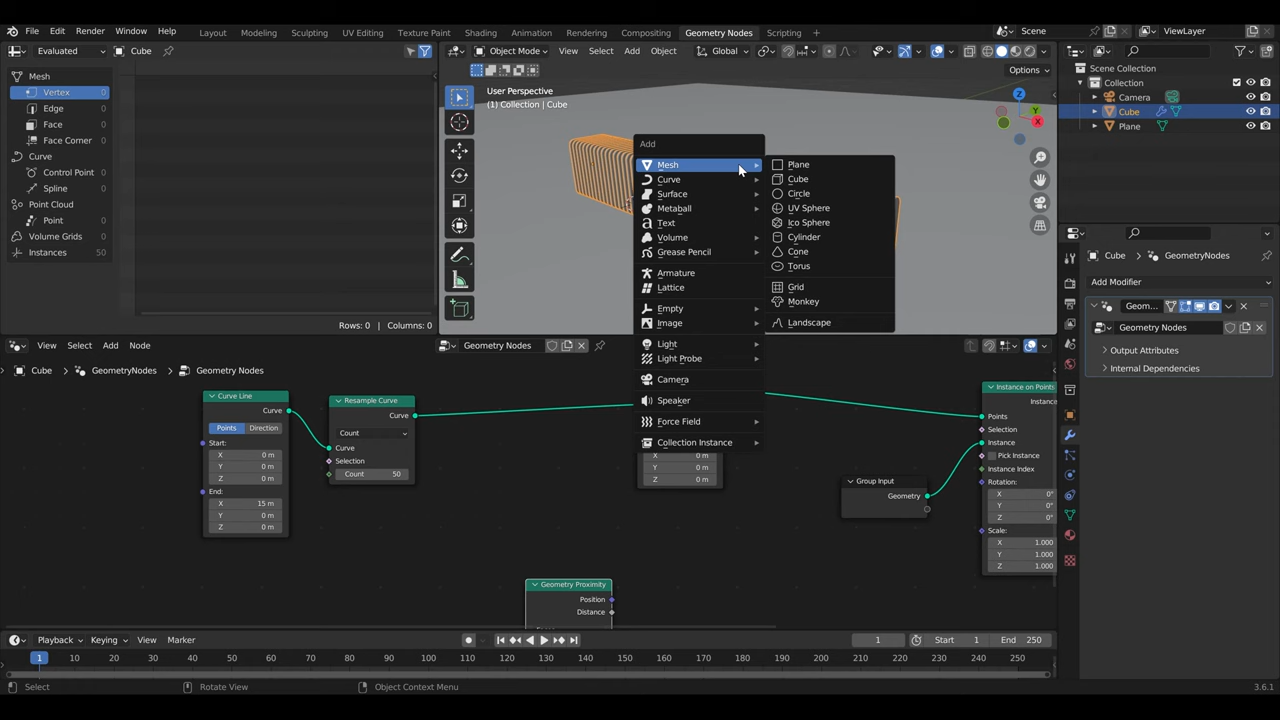 File Edit Render Window Help Layout Modeling Sculpting UV Editing Texture Paint Shading Animation Rendering Compositing Geometry Nodes Scripting + Scene ViewLayer
Evaluated Cube
Object Mode View Select Add Object Global
Options
Mesh
Vertex 0
Edge 0
Face 0
Face Corner 0
Curve
Control Point 0
Spline 0
Point Cloud
Point 0
Volume Grids
Instances 50
Rows: 0 | Columns: 0
User Perspective
(1) Collection | Cube
Z
Y
X
Add
Mesh
Curve
Surface
Metaball
Text
Volume
Grease Pencil
Armature
Lattice
Empty
Image
Light
Light Probe
Camera
Speaker
Force Field
Collection Instance
Plane
Cube
Circle
UV Sphere
Ico Sphere
Cylinder
Cone
Torus
Grid
Monkey
Landscape
Scene Collection
Collection
Camera
Cube
Plane
Cube > GeometryNodes
Add Modifier
Geom...
Geometry Nodes
Output Attributes
Internal Dependencies
View Select Add Node Geometry Nodes
Cube > GeometryNodes > Geometry Nodes
Curve Line
Curve
Points Direction
Start:
X 0 m
Y 0 m
Z 0 m
End:
X 15 m
Y 0 m
Z 0 m
Resample Curve
Curve
Count
Curve
Selection
Count 50
X 0 m
Y 0 m
Z 0 m
Geometry Proximity
Position
Distance
Group Input
Geometry
Instance on Points
Instance
Points
Selection
Instance
Pick Instance
Instance Index
Rotation:
X 0°
Y 0°
Z 0°
Scale:
X 1.000
Y 1.000
Z 1.000
Playback Keying View Marker 1 Start 1 End 250
1 10 20 30 40 50 60 70 80 90 100 110 120 130 140 150 160 170 180 190 200 210 220 230 240 250
Select Rotate View Object Context Menu 3.6.1